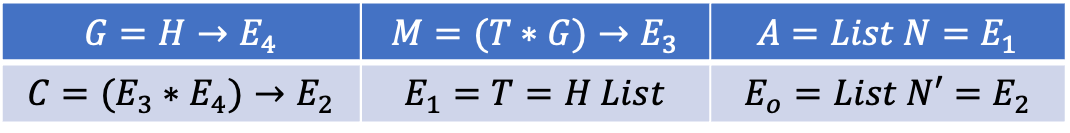 G = H → E₄ M = (T * G) → E₃ A = List N = E₁
C = (E₃ * E₄) → E₂ E₁ = T = H List Eₒ = List N′ = E₂